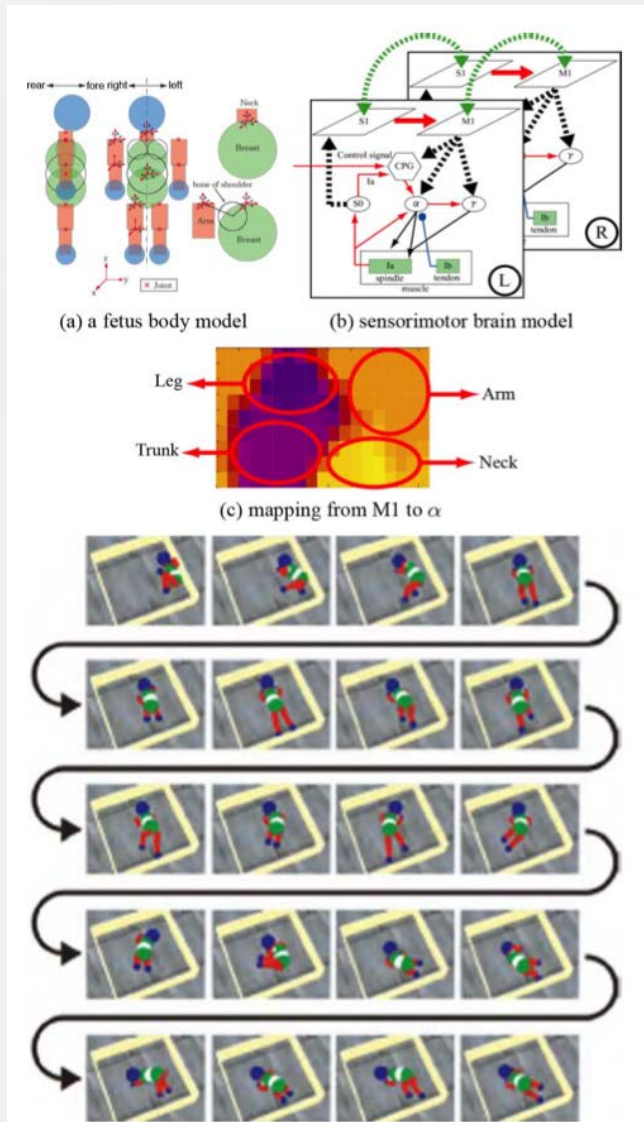 rear
fore
right
left
Neck
Breast
bone of shoulder
Arm
Breast
z
y
x
Joint
(a) a fetus body model
S1
M1
S1
M1
Control signal
CPG
Ia
S0
α
γ
γ
Ib
tendon
R
Ia
spindle
Ib
tendon
muscle
L
(b) sensorimotor brain model
Leg
Arm
Trunk
Neck
(c) mapping from M1 to α